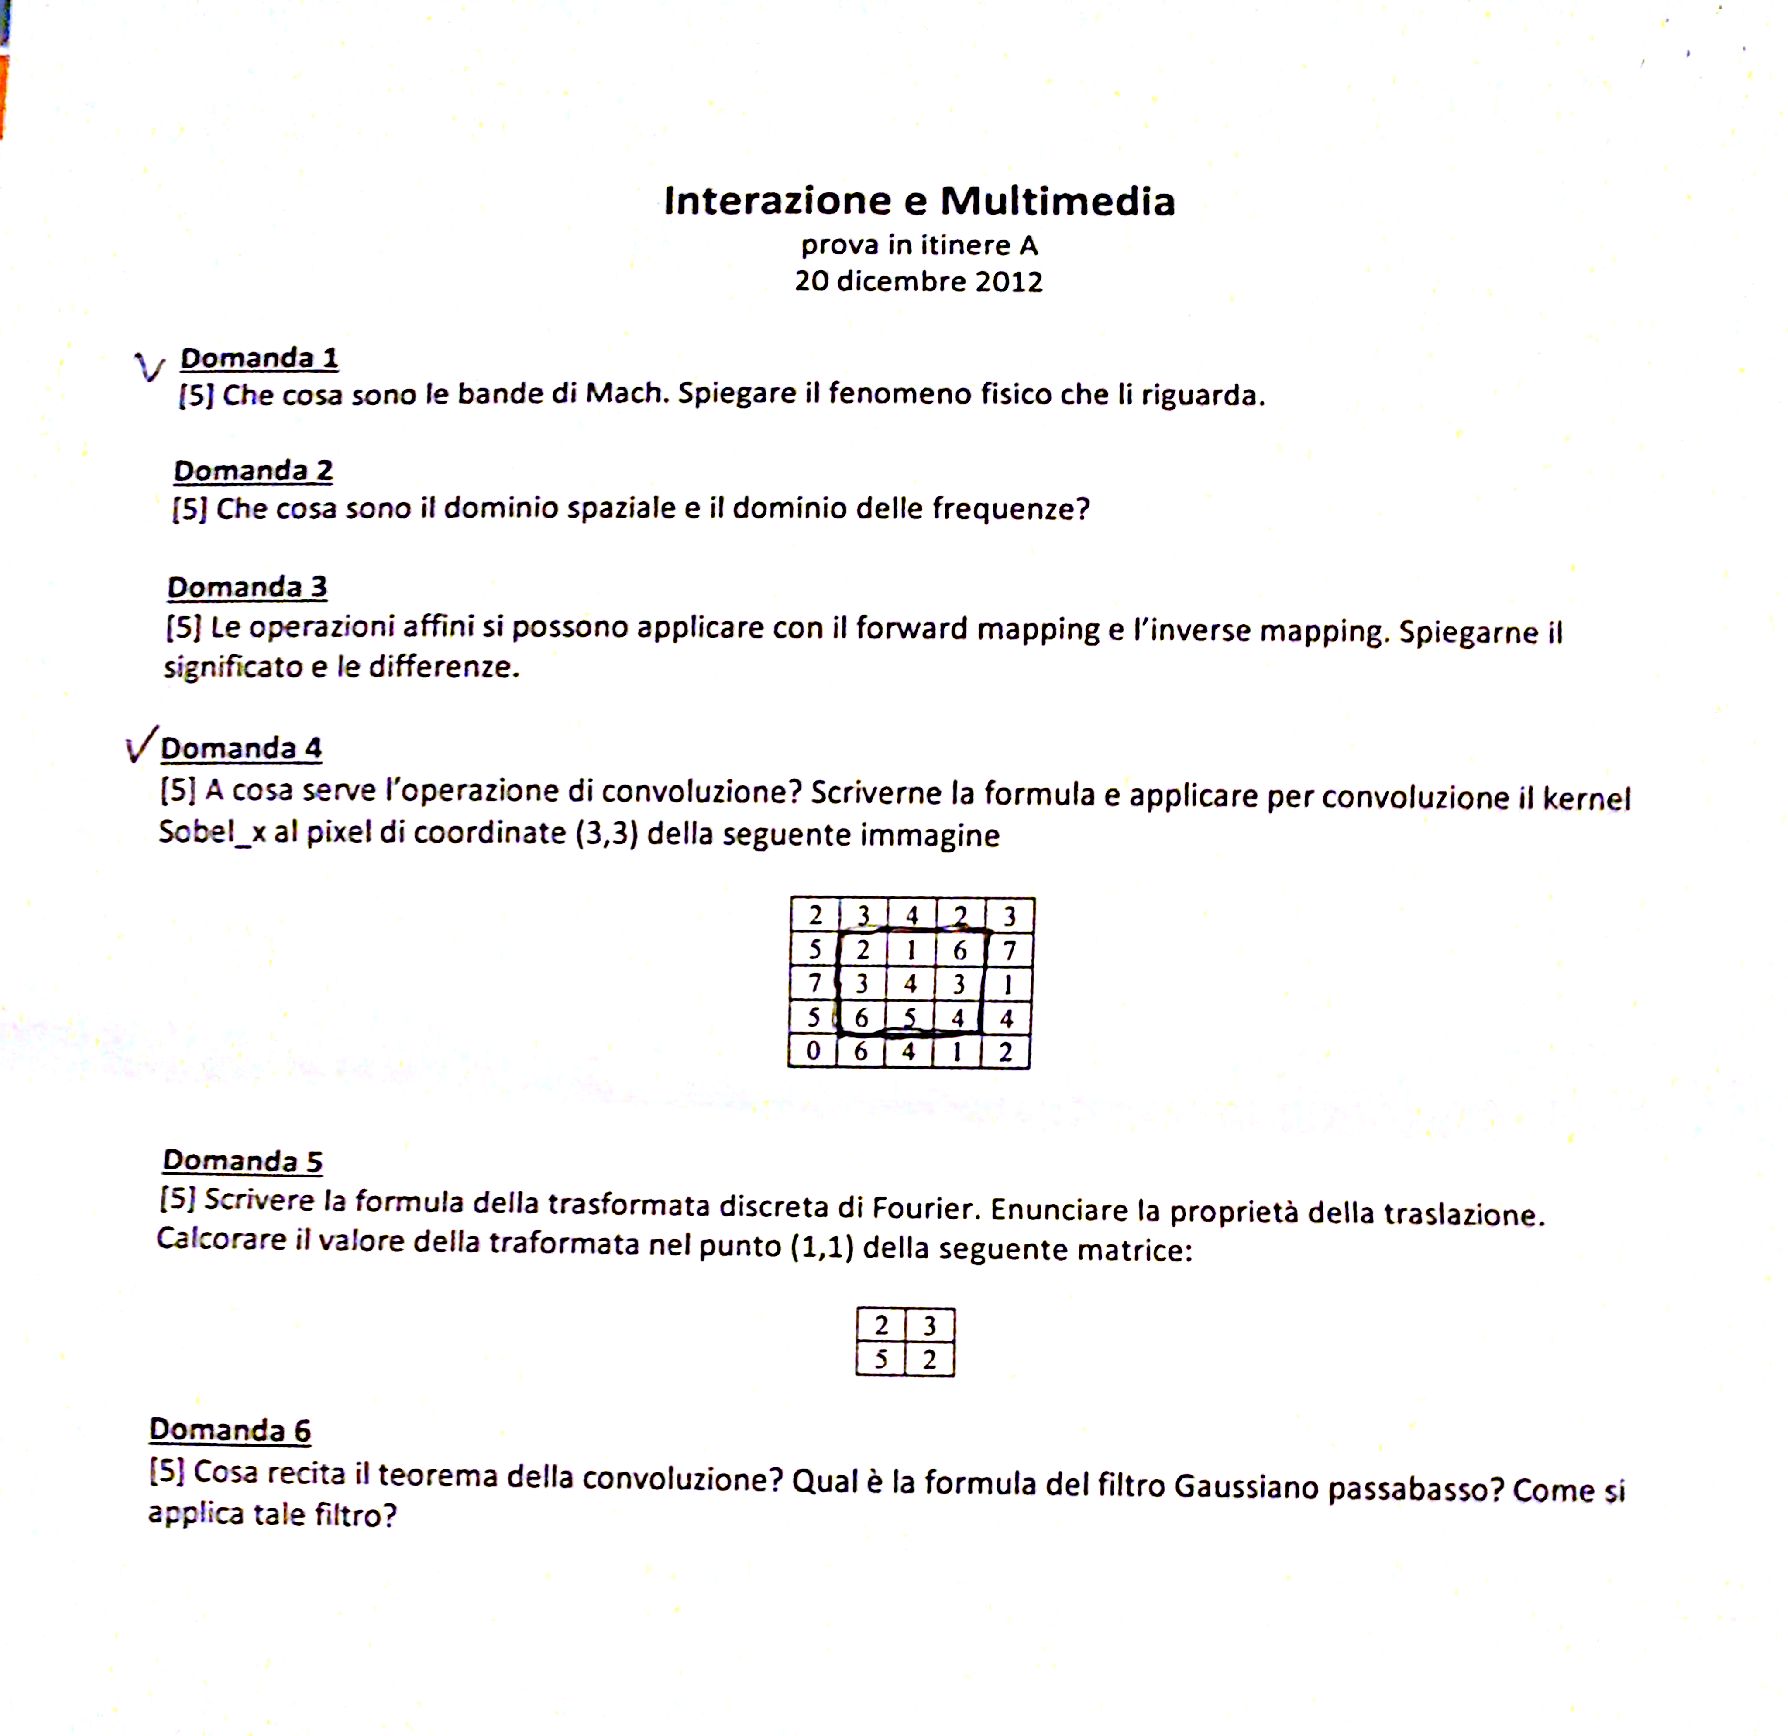 Interazione e Multimedia
prova in itinere A
20 dicembre 2012
Domanda 1
[5] Che cosa sono le bande di Mach. Spiegare il fenomeno fisico che li riguarda.
Domanda 2
[5] Che cosa sono il dominio spaziale e il dominio delle frequenze?
Domanda 3
[5] Le operazioni affini si possono applicare con il forward mapping e l'inverse mapping. Spiegarne il
significato e le differenze.
Domanda 4
[5] A cosa serve l'operazione di convoluzione? Scriverne la formula e applicare per convoluzione il kernel
Sobel_x al pixel di coordinate (3,3) della seguente immagine
2 3 4 2 3
5 2 1 6 7
7 3 4 3 1
5 6 5 4 4
0 6 4 1 2
Domanda 5
[5] Scrivere la formula della trasformata discreta di Fourier. Enunciare la proprietà della traslazione.
Calcorare il valore della traformata nel punto (1,1) della seguente matrice:
2 3
5 2
Domanda 6
[5] Cosa recita il teorema della convoluzione? Qual è la formula del filtro Gaussiano passabasso? Come si
applica tale filtro?